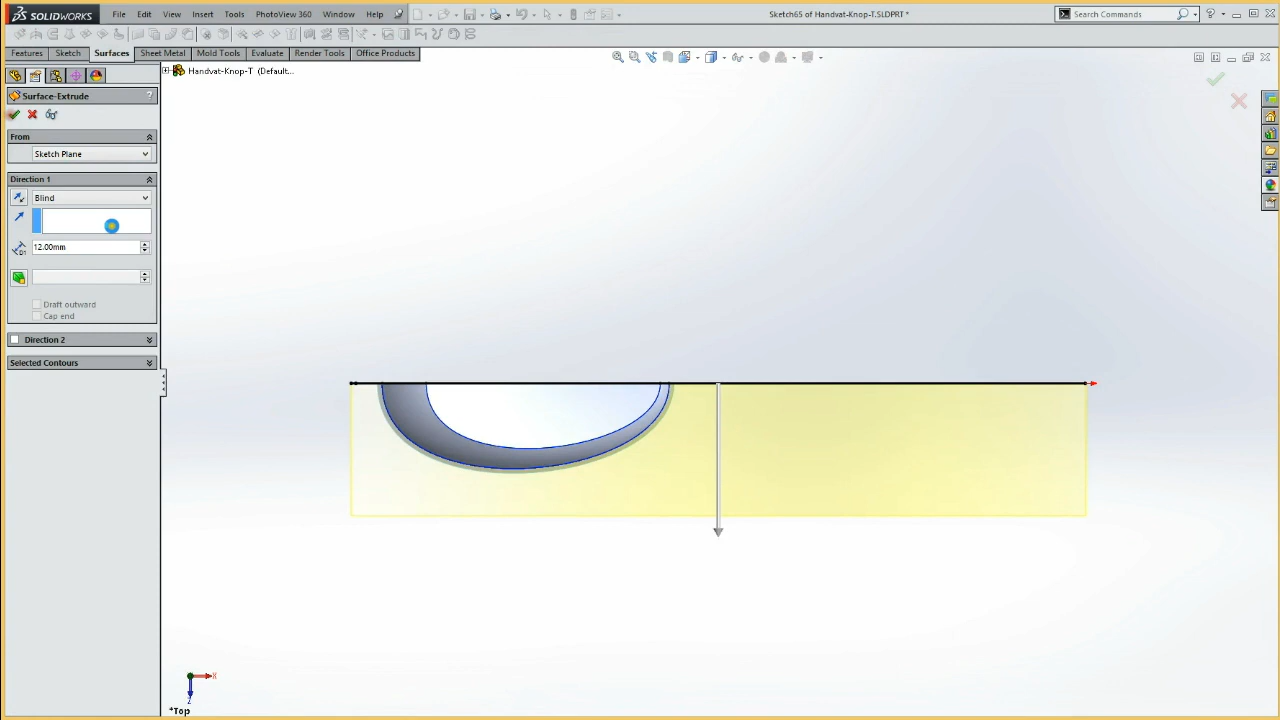 SOLIDWORKS File Edit View Insert Tools PhotoView 360 Window Help Sketch65 of Handvat-Knop-T.SLDPRT * Search Commands
Features Sketch Surfaces Sheet Metal Mold Tools Evaluate Render Tools Office Products
Handvat-Knop-T (Default...
Surface-Extrude ?
From
Sketch Plane
Direction 1
Blind
12.00mm
Draft outward
Cap end
Direction 2
Selected Contours
X
Z
*Top